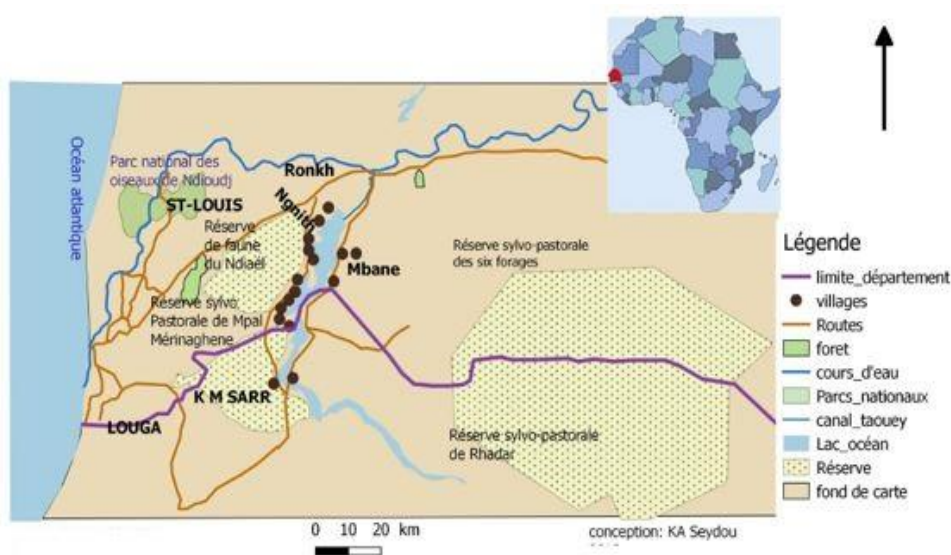 Océan atlantique
Parc national des
oiseaux de Ndioudj
Ronkh
ST-LOUIS
Ngnith
Réserve
de faune
du Ndiaël
Mbane
Réserve sylvo-pastorale
des six forages
Réserve sylvo
Pastorale de Mpal
Mérinaghene
K M SARR
LOUGA
Réserve sylvo-pastorale
de Rhadar
Légende
limite_département
villages
Routes
foret
cours_d'eau
Parcs_nationaux
canal_taouey
Lac_océan
Réserve
fond de carte
0 10 20 km
conception: KA Seydou